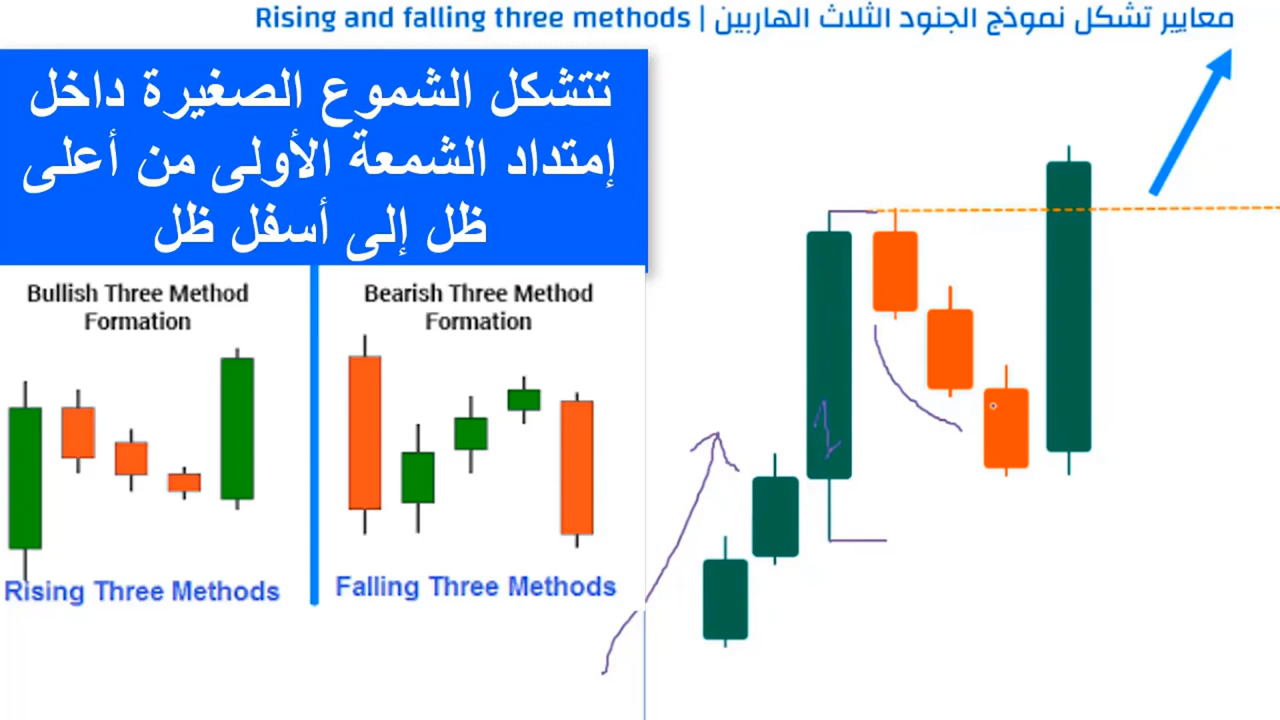 معايير تشكل نموذج الجنود الثلاث الهاربين | Rising and falling three methods
تتشكل الشموع الصغيرة داخل
إمتداد الشمعة الأولى من أعلى
ظل إلى أسفل ظل
Bullish Three Method
Formation
Bearish Three Method
Formation
Rising Three Methods
Falling Three Methods